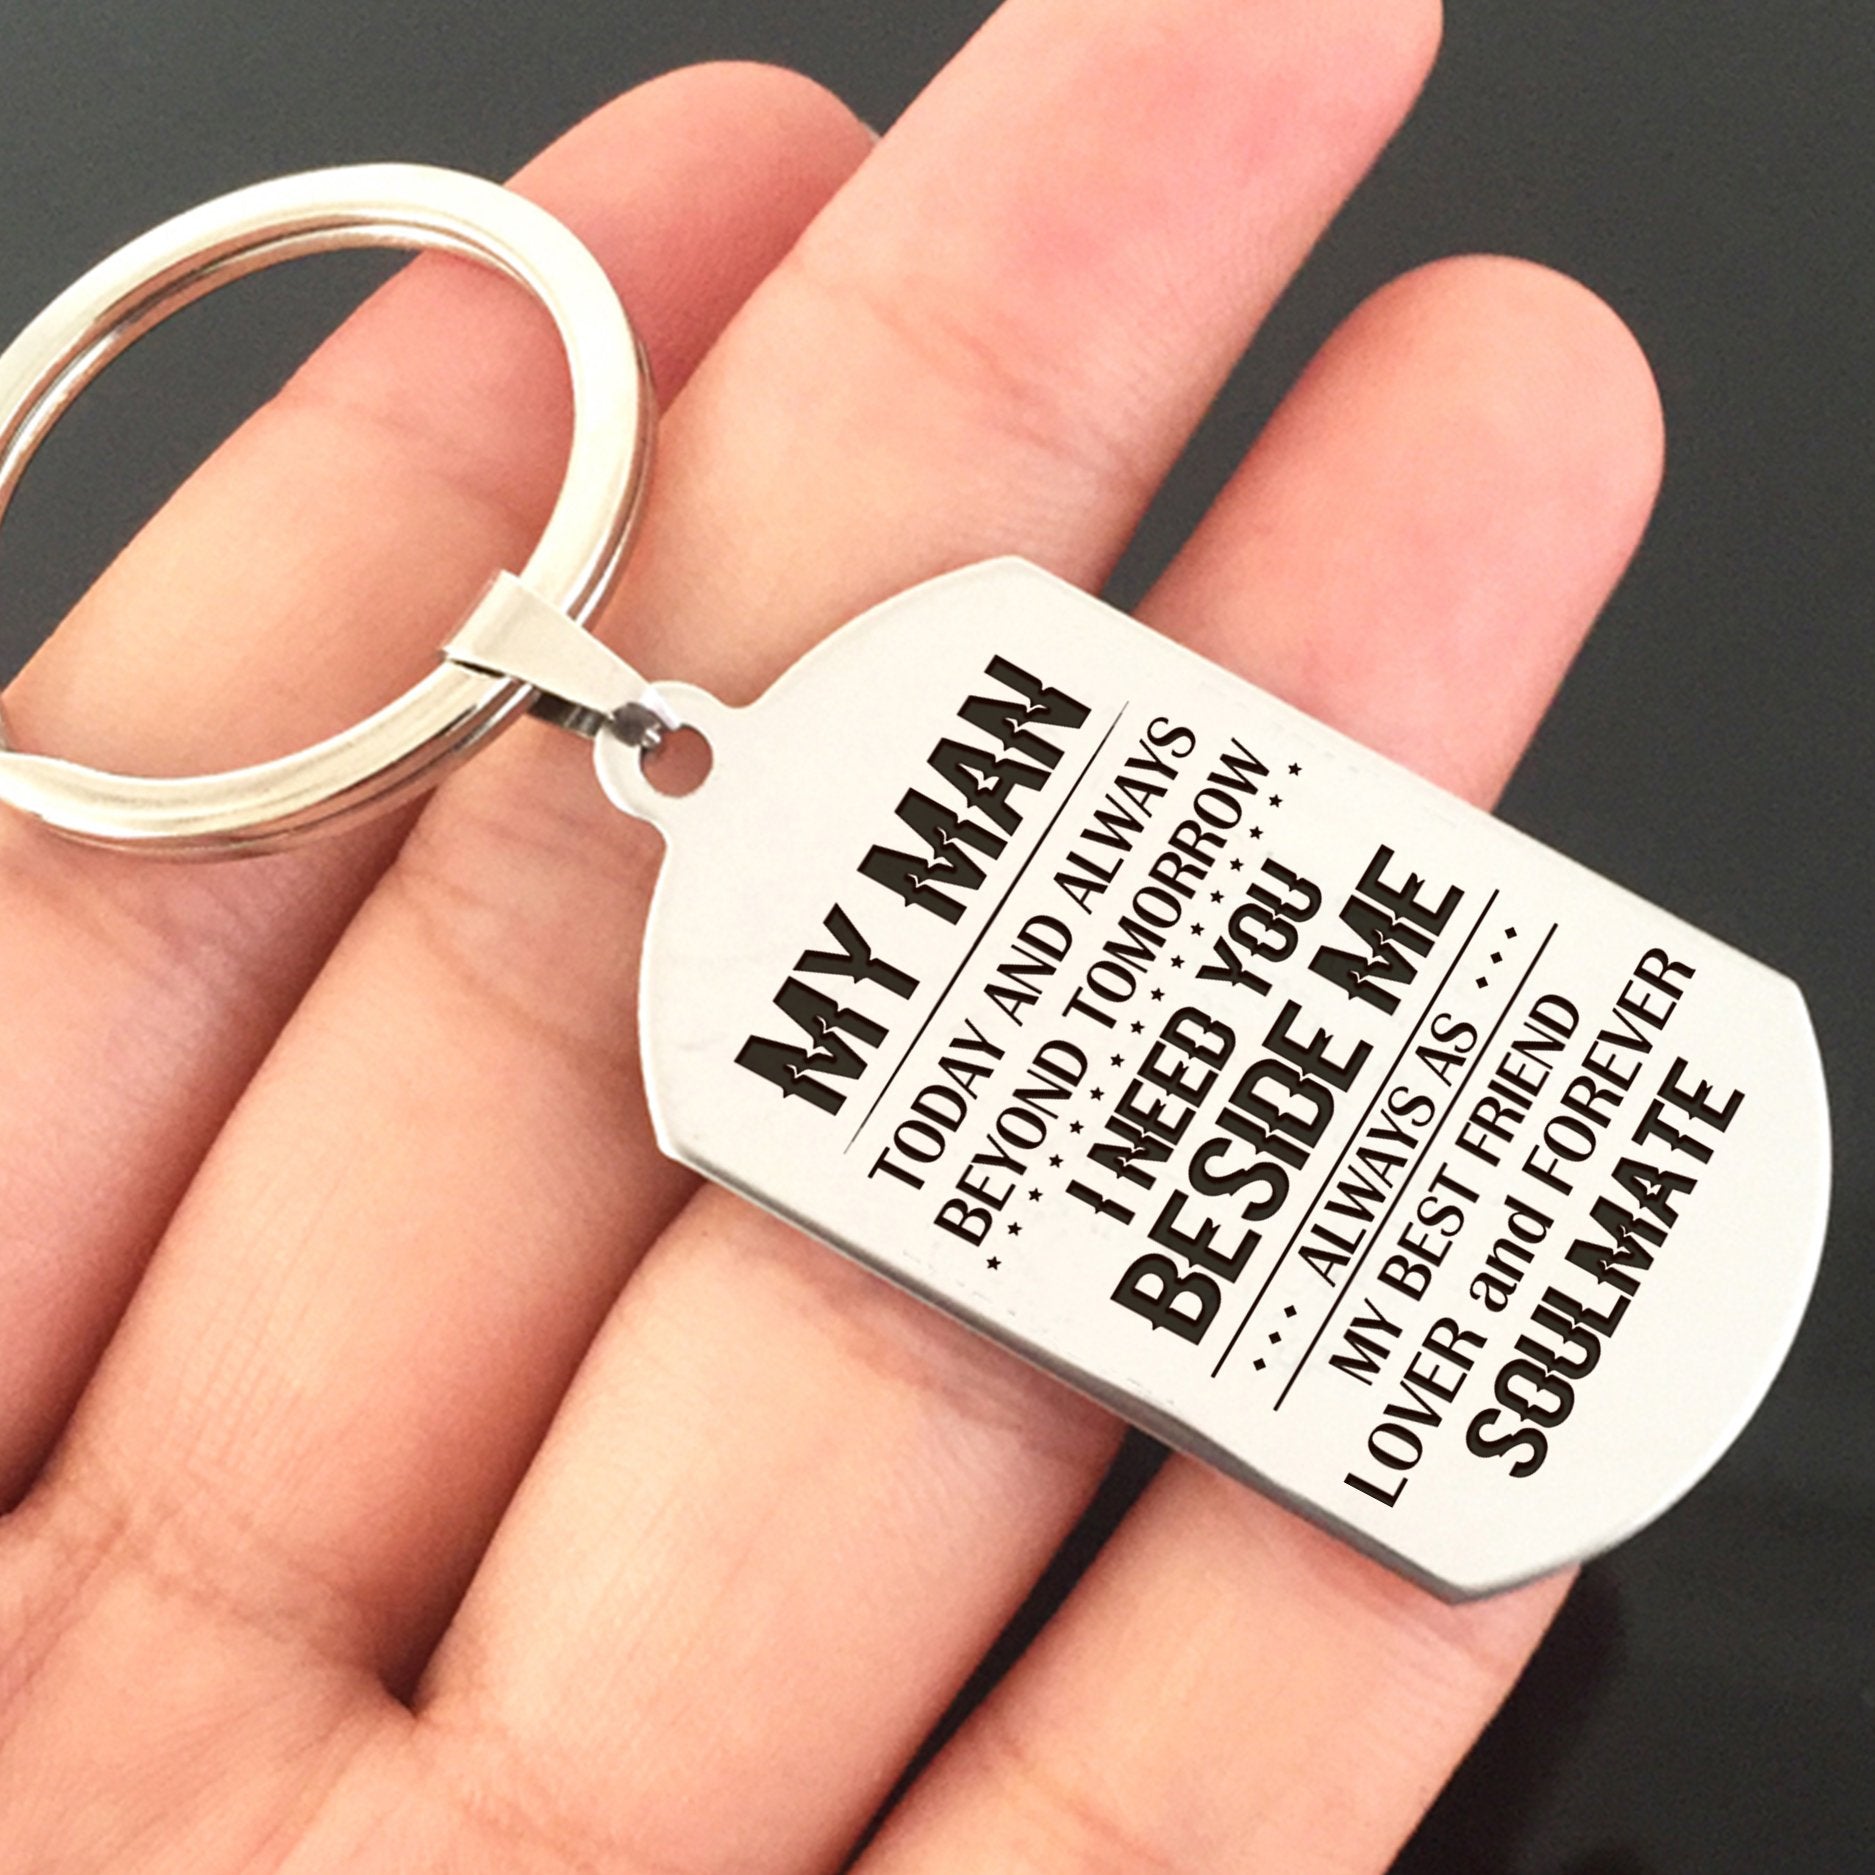 MY MAN
TODAY AND ALWAYS
BEYOND TOMORROW
I NEED YOU
BESIDE ME
ALWAYS AS
MY BEST FRIEND
LOVER and FOREVER
SOULMATE